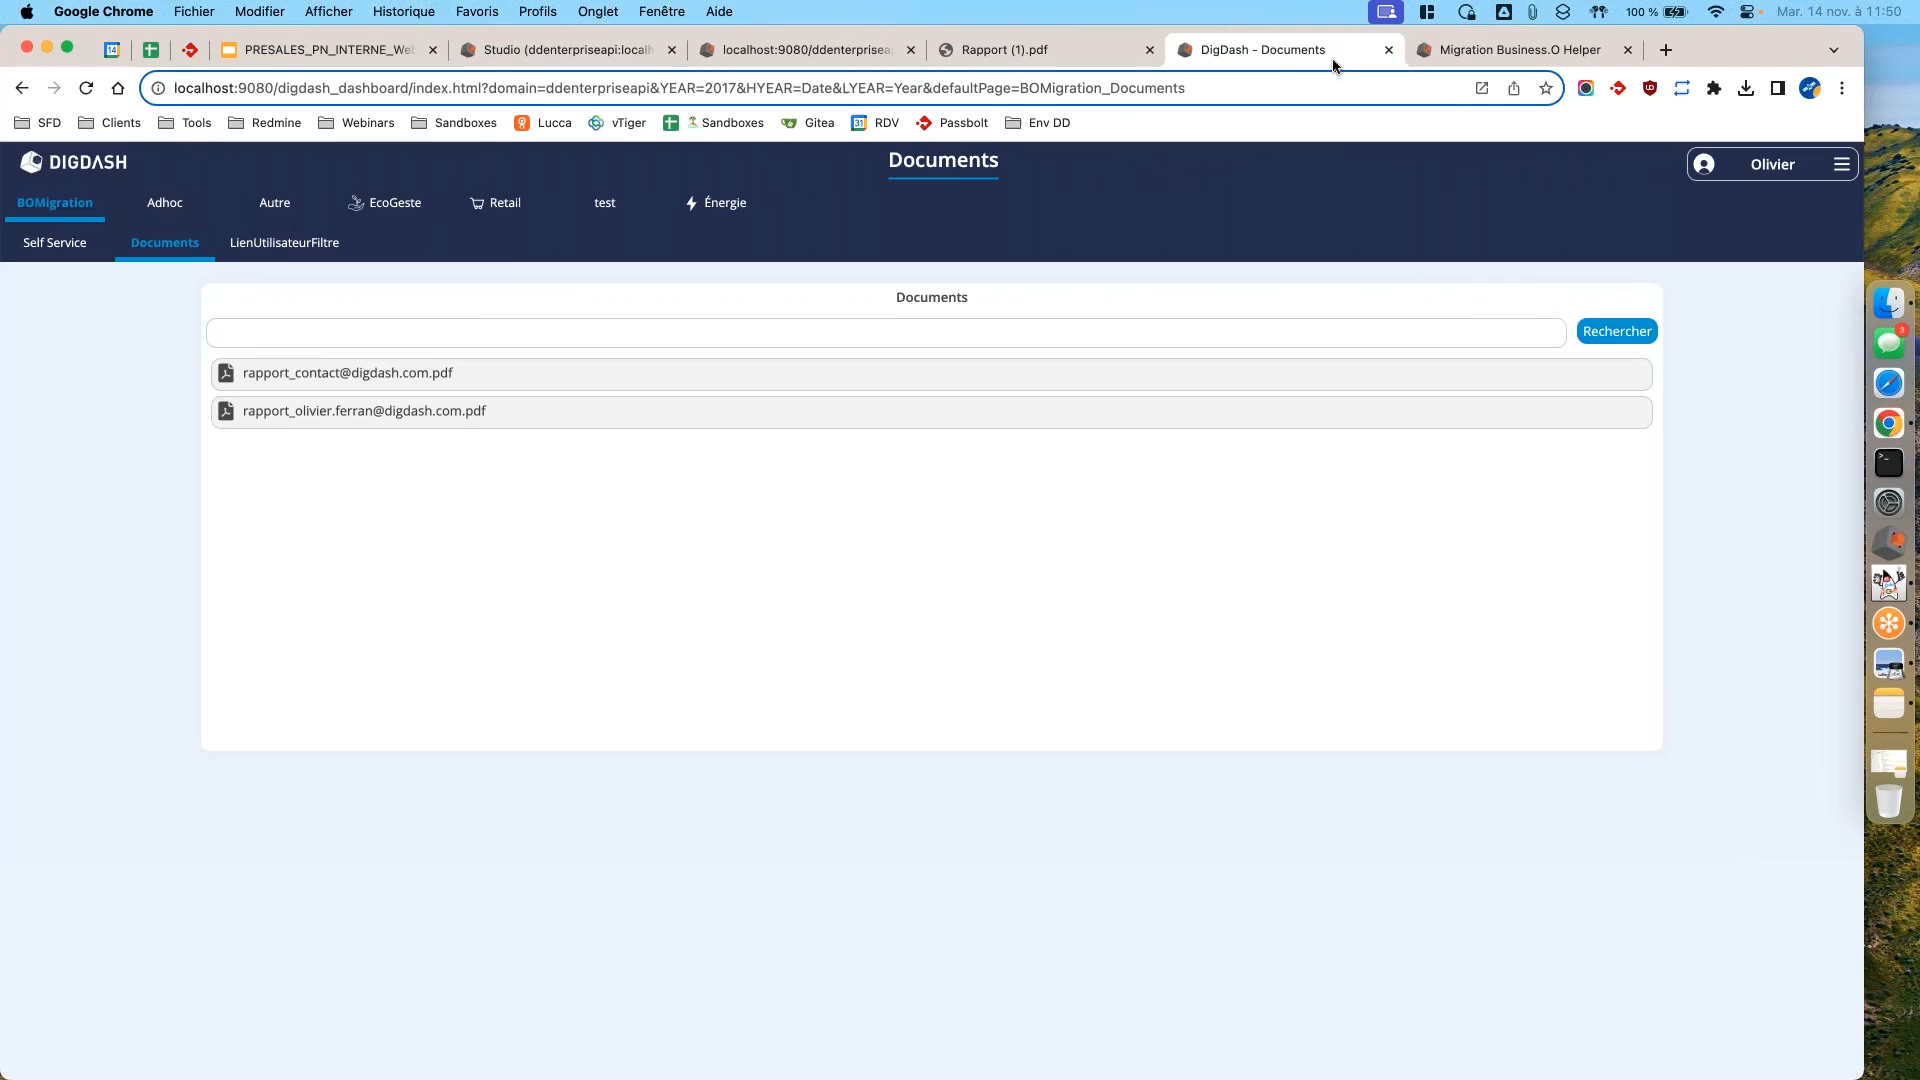 Google Chrome Fichier Modifier Afficher Historique Favoris Profils Onglet Fenêtre Aide 100 % Mar. 14 nov. à 11:50
PRESALES_PN_INTERNE_We Studio (ddenterpriseapi:localh localhost:9080/ddenterprisea Rapport (1).pdf DigDash - Documents Migration Business.O Helper
localhost:9080/digdash_dashboard/index.html?domain=ddenterpriseapi&YEAR=2017&HYEAR=Date&LYEAR=Year&defaultPage=BOMigration_Documents
SFD Clients Tools Redmine Webinars Sandboxes Lucca vTiger Sandboxes Gitea 31 RDV Passbolt Env DD
DIGDASH Documents Olivier
BOMigration Adhoc Autre EcoGeste Retail test Énergie
Self Service Documents LienUtilisateurFiltre
Documents
Rechercher
rapport_contact@digdash.com.pdf
rapport_olivier.ferran@digdash.com.pdf
3